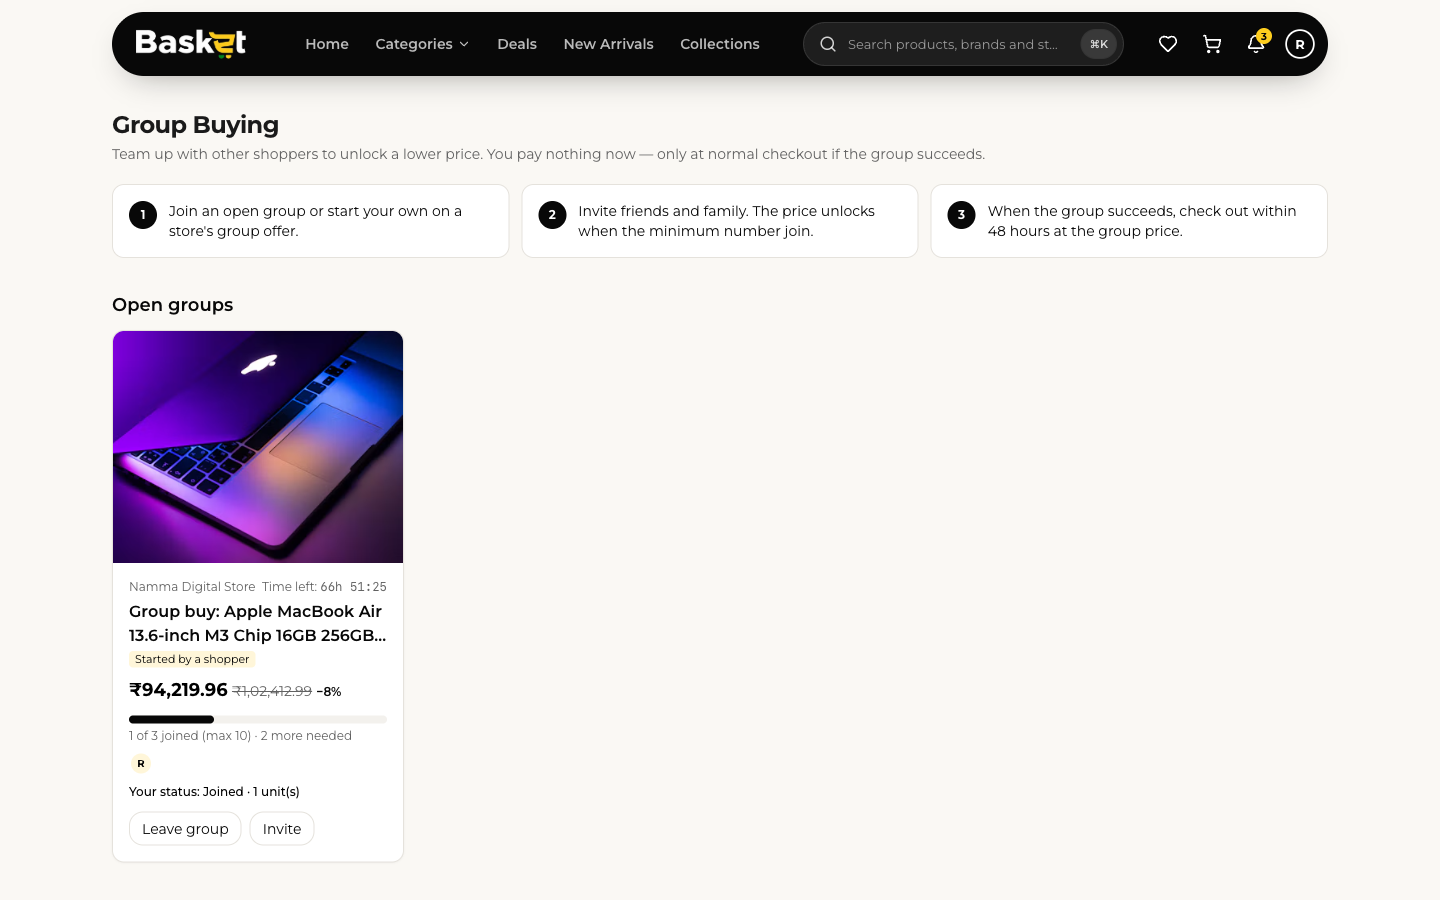 Basket
Home
Categories
Deals
New Arrivals
Collections
Search products, brands and st...
⌘K
3
R
Group Buying
Team up with other shoppers to unlock a lower price. You pay nothing now — only at normal checkout if the group succeeds.
1
Join an open group or start your own on a
store's group offer.
2
Invite friends and family. The price unlocks
when the minimum number join.
3
When the group succeeds, check out within
48 hours at the group price.
Open groups
Namma Digital Store Time left: 66h 51:25
Group buy: Apple MacBook Air
13.6-inch M3 Chip 16GB 256GB...
Started by a shopper
₹94,219.96 ₹1,02,412.99 −8%
1 of 3 joined (max 10) · 2 more needed
R
Your status: Joined · 1 unit(s)
Leave group
Invite